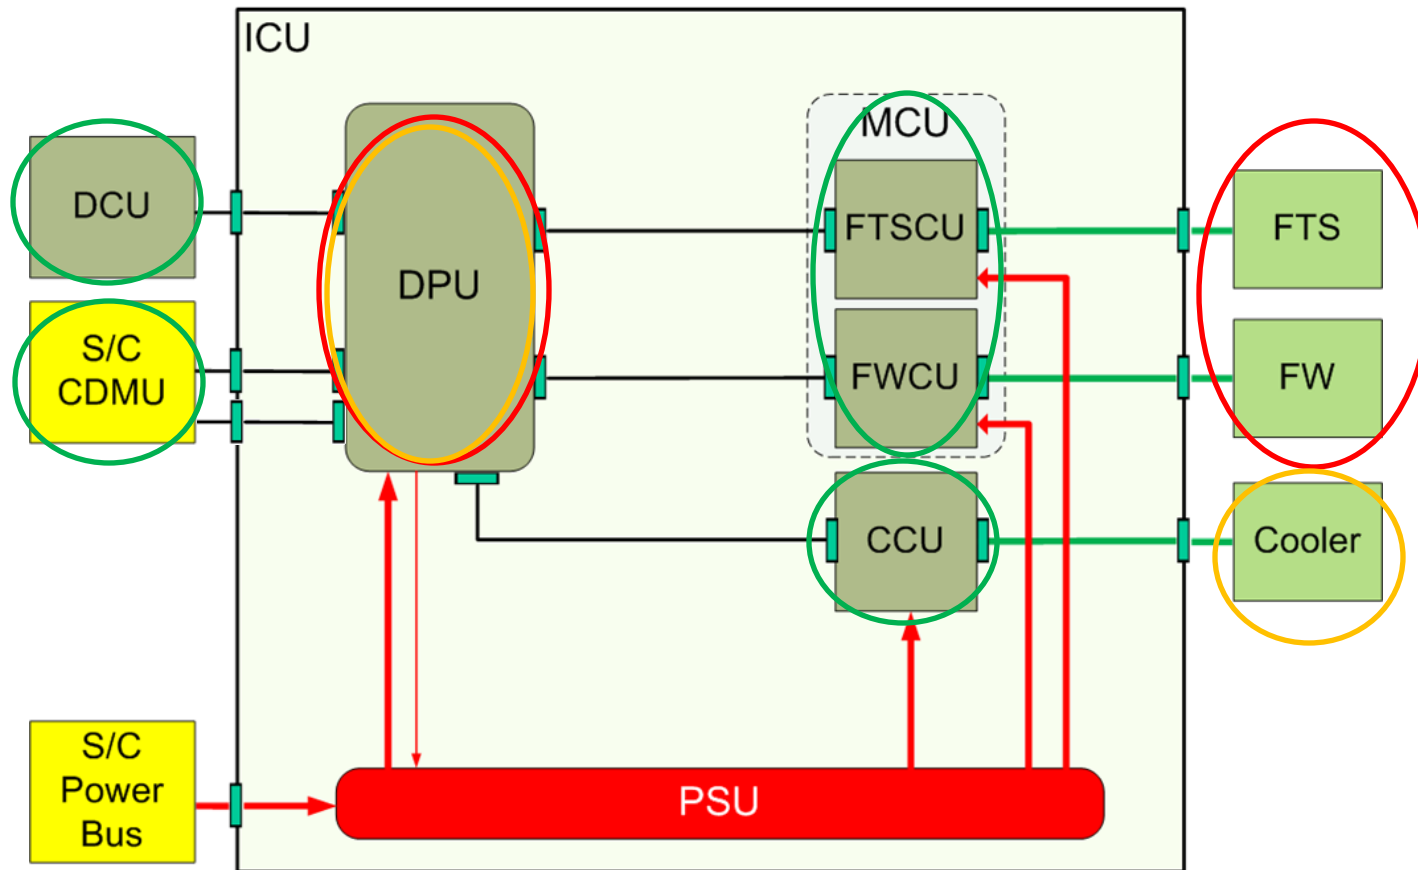 ICU
MCU
DCU
FTSCU
FTS
DPU
S/C
CDMU
FWCU
FW
CCU
Cooler
S/C
Power
Bus
PSU